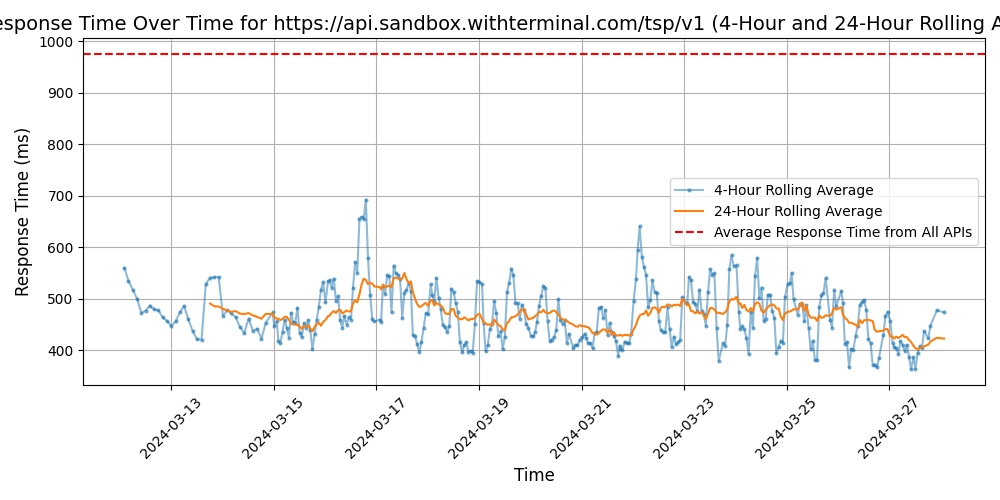 esponse Time Over Time for https://api.sandbox.withterminal.com/tsp/v1 (4-Hour and 24-Hour Rolling A
1000
900
800
700
600
500
400
Response Time (ms)
4-Hour Rolling Average
24-Hour Rolling Average
Average Response Time from All APIs
2024-03-13
2024-03-15
2024-03-17
2024-03-19
2024-03-21
2024-03-23
2024-03-25
2024-03-27
Time